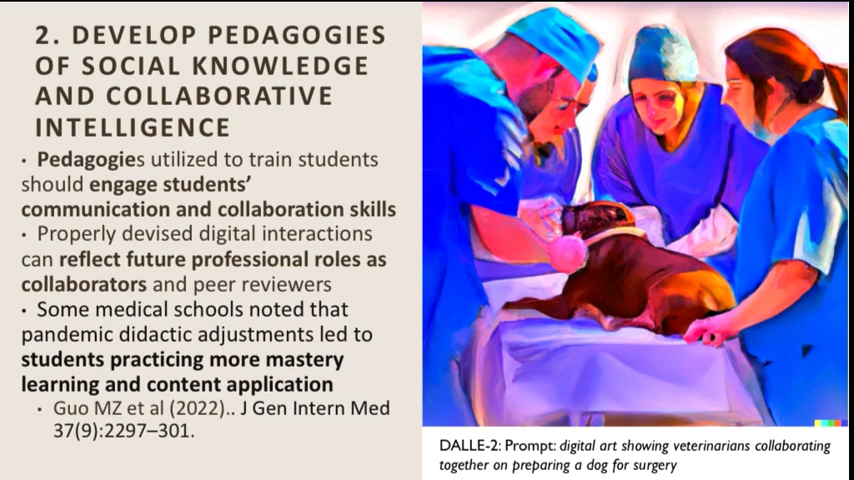 2. DEVELOP PEDAGOGIES
OF SOCIAL KNOWLEDGE
AND COLLABORATIVE
INTELLIGENCE
• Pedagogies utilized to train students
should engage students’
communication and collaboration skills
• Properly devised digital interactions
can reflect future professional roles as
collaborators and peer reviewers
• Some medical schools noted that
pandemic didactic adjustments led to
students practicing more mastery
learning and content application
• Guo MZ et al (2022).. J Gen Intern Med
37(9):2297–301.
DALLE-2: Prompt: digital art showing veterinarians collaborating
together on preparing a dog for surgery